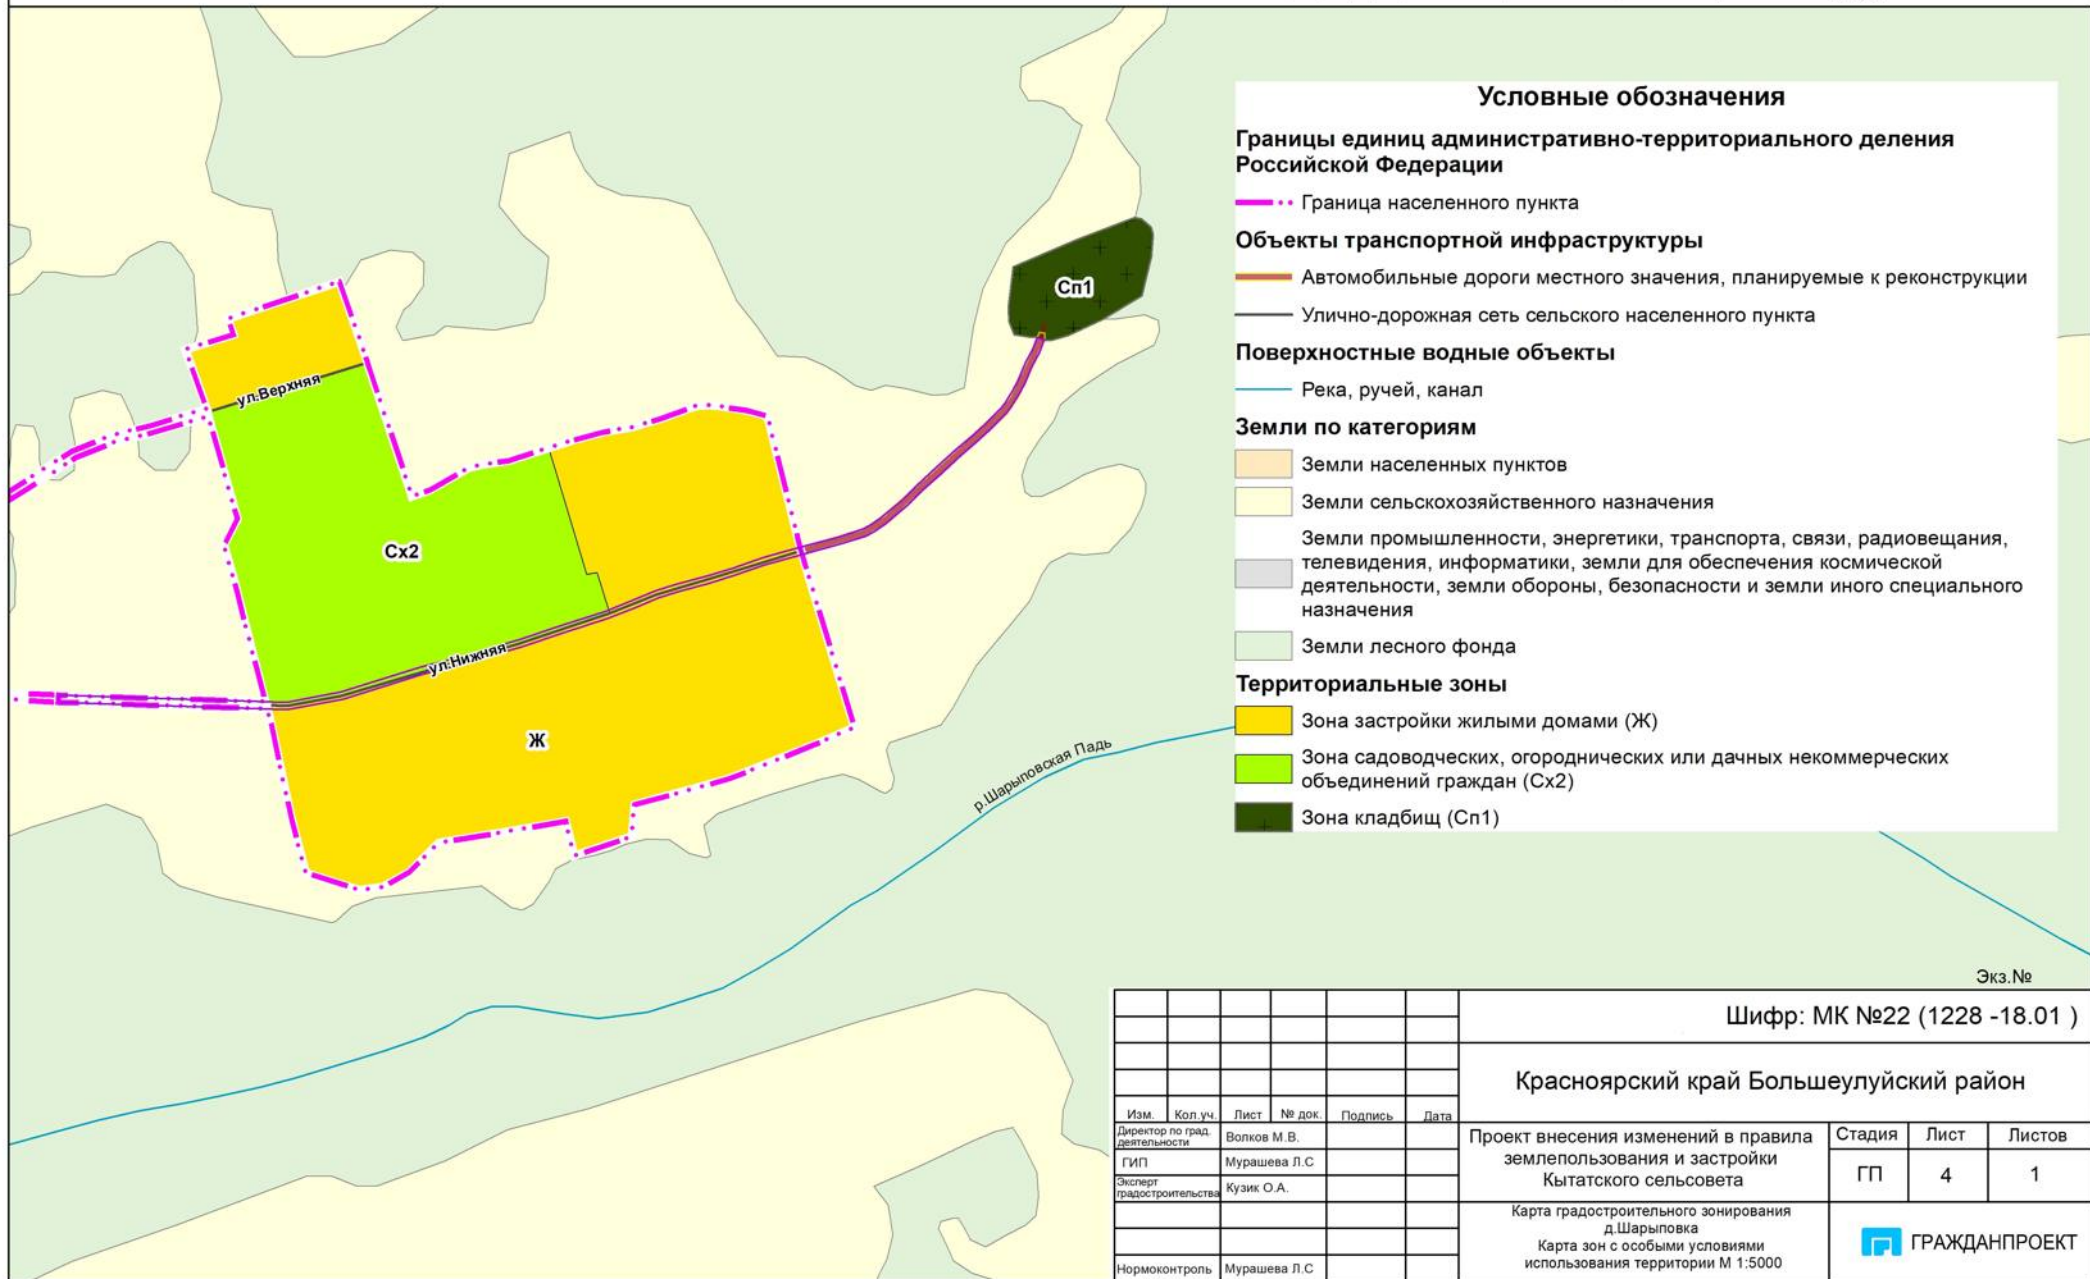 Условные обозначения
Границы единиц административно-территориального деления
Российской Федерации
Граница населенного пункта
Объекты транспортной инфраструктуры
Автомобильные дороги местного значения, планируемые к реконструкции
Улично-дорожная сеть сельского населенного пункта
Поверхностные водные объекты
Река, ручей, канал
Земли по категориям
Земли населенных пунктов
Земли сельскохозяйственного назначения
Земли промышленности, энергетики, транспорта, связи, радиовещания,
телевидения, информатики, земли для обеспечения космической
деятельности, земли обороны, безопасности и земли иного специального
назначения
Земли лесного фонда
Территориальные зоны
Зона застройки жилыми домами (Ж)
Зона садоводческих, огороднических или дачных некоммерческих
объединений граждан (Сх2)
Зона кладбищ (Сп1)
Сп1
ул.Верхняя
Сх2
ул.Нижняя
Ж
р.Шарыповская Падь
Экз.№
Шифр: МК №22 (1228 -18.01 )
Красноярский край Большеулуйский район
Изм. Кол.уч. Лист № док. Подпись Дата
Директор по град. деятельности Волков М.В.
ГИП Мурашева Л.С
Эксперт градостроительства Кузик О.А.
Нормоконтроль Мурашева Л.С
Проект внесения изменений в правила
землепользования и застройки
Кытатского сельсовета
Стадия Лист Листов
ГП 4 1
Карта градостроительного зонирования
д.Шарыповка
Карта зон с особыми условиями
использования территории М 1:5000
ГРАЖДАНПРОЕКТ